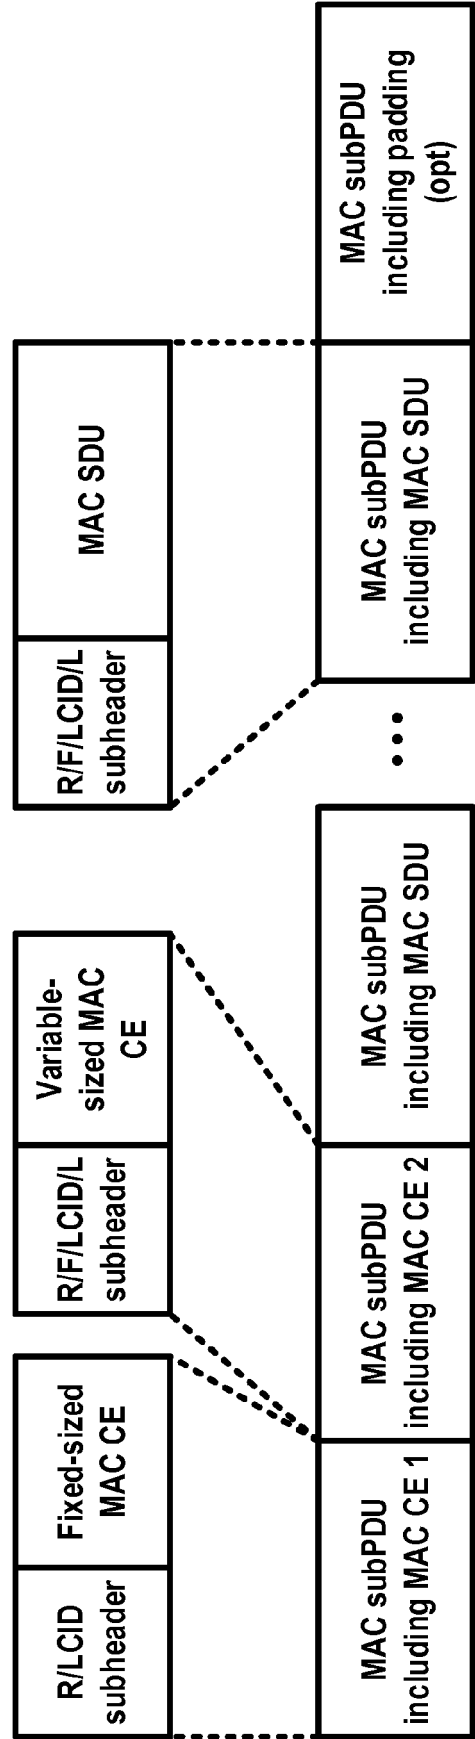 R/LCID
subheader
Fixed-sized
MAC CE
R/F/LCID/L
subheader
Variable-
sized MAC
CE
R/F/LCID/L
subheader
MAC SDU
MAC subPDU
including MAC CE 1
MAC subPDU
including MAC CE 2
MAC subPDU
including MAC SDU
...
MAC subPDU
including MAC SDU
MAC subPDU
including padding
(opt)